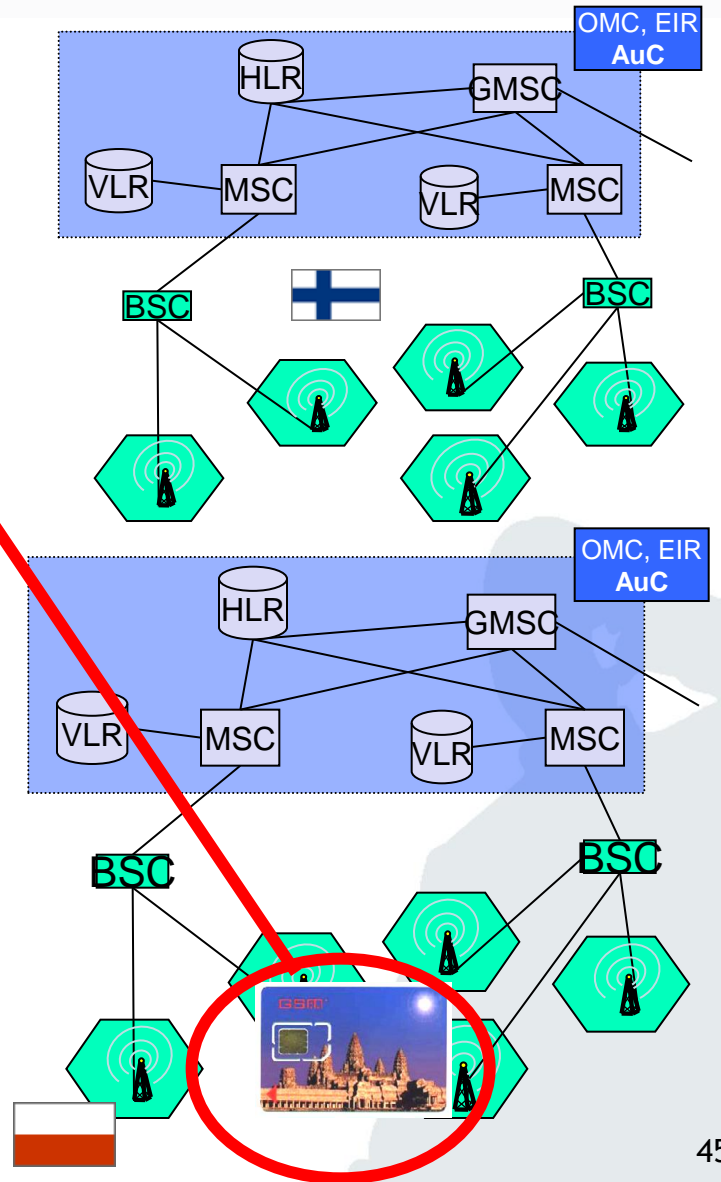 OMC, EIR
AuC
HLR
GMSC
VLR
MSC
VLR
MSC
BSC
BSC
OMC, EIR
AuC
HLR
GMSC
VLR
MSC
VLR
MSC
BSC
BSC
GSM
45